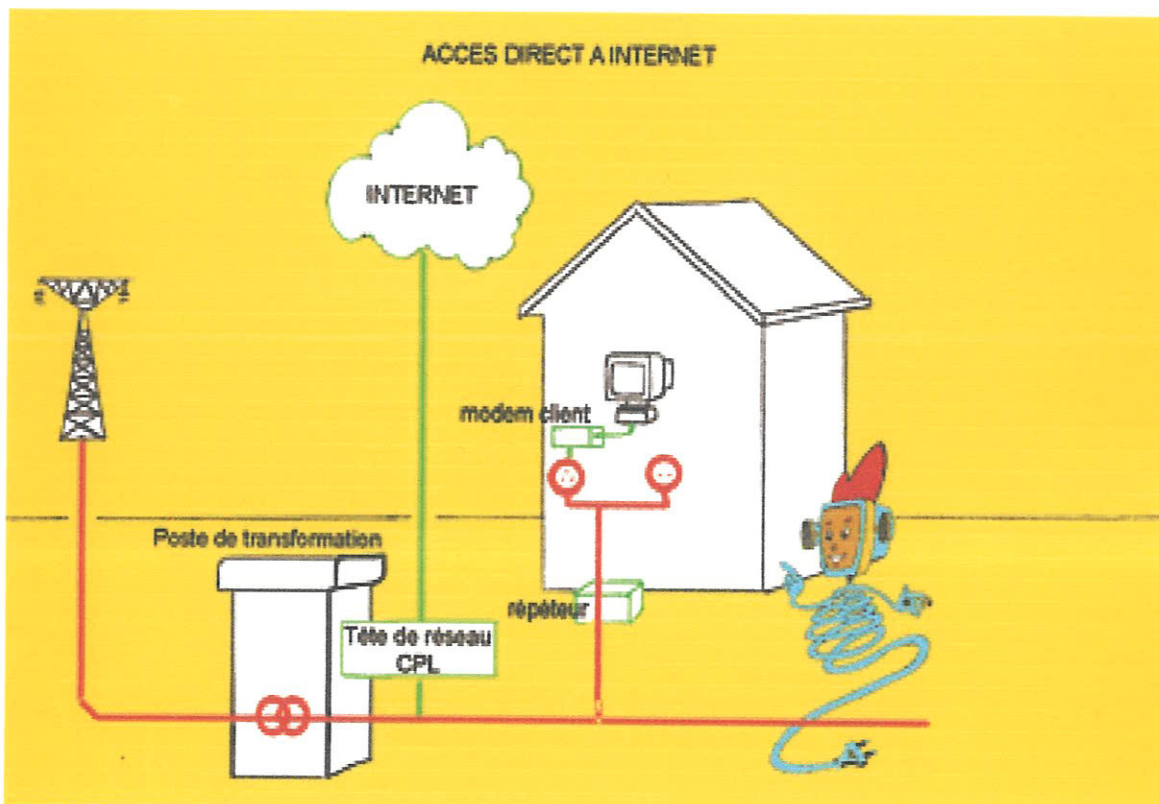 ACCES DIRECT A INTERNET
INTERNET
modem client
Poste de transformation
répéteur
Tête de réseau
CPL